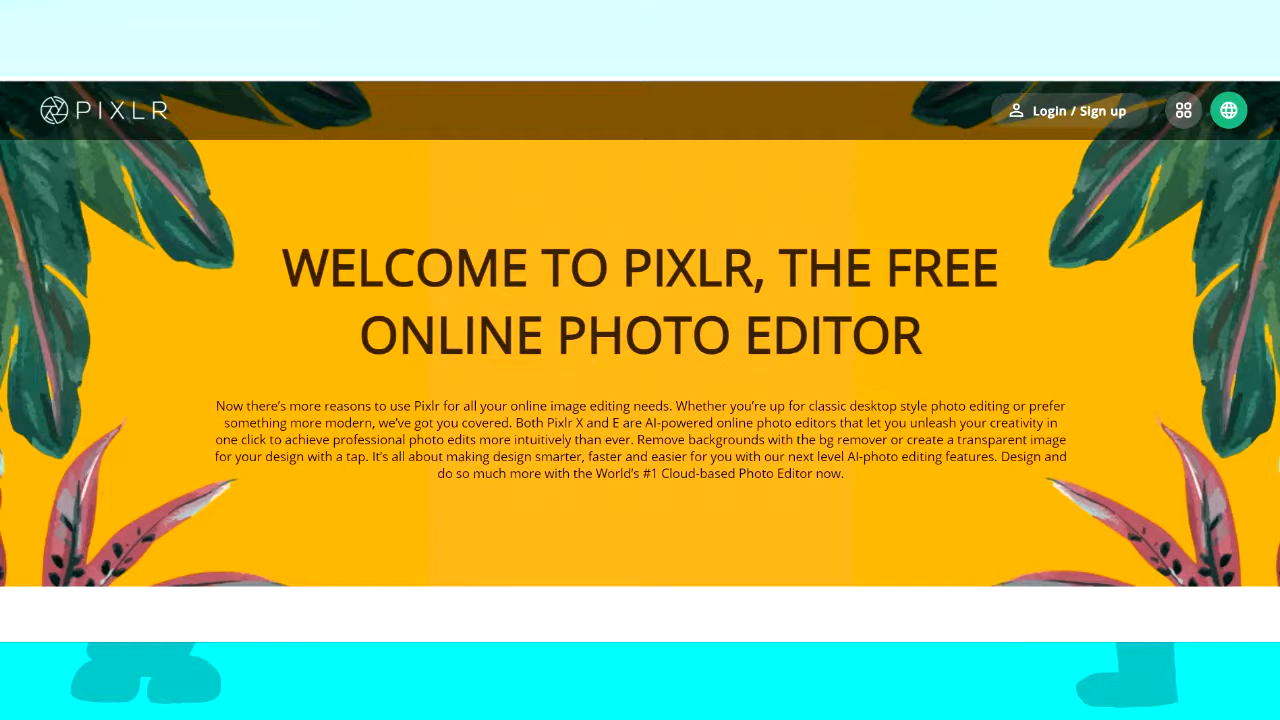 PIXLR
Login / Sign up
WELCOME TO PIXLR, THE FREE
ONLINE PHOTO EDITOR
Now there’s more reasons to use Pixlr for all your online image editing needs. Whether you’re up for classic desktop style photo editing or prefer
something more modern, we’ve got you covered. Both Pixlr X and E are AI-powered online photo editors that let you unleash your creativity in
one click to achieve professional photo edits more intuitively than ever. Remove backgrounds with the bg remover or create a transparent image
for your design with a tap. It’s all about making design smarter, faster and easier for you with our next level AI-photo editing features. Design and
do so much more with the World’s #1 Cloud-based Photo Editor now.